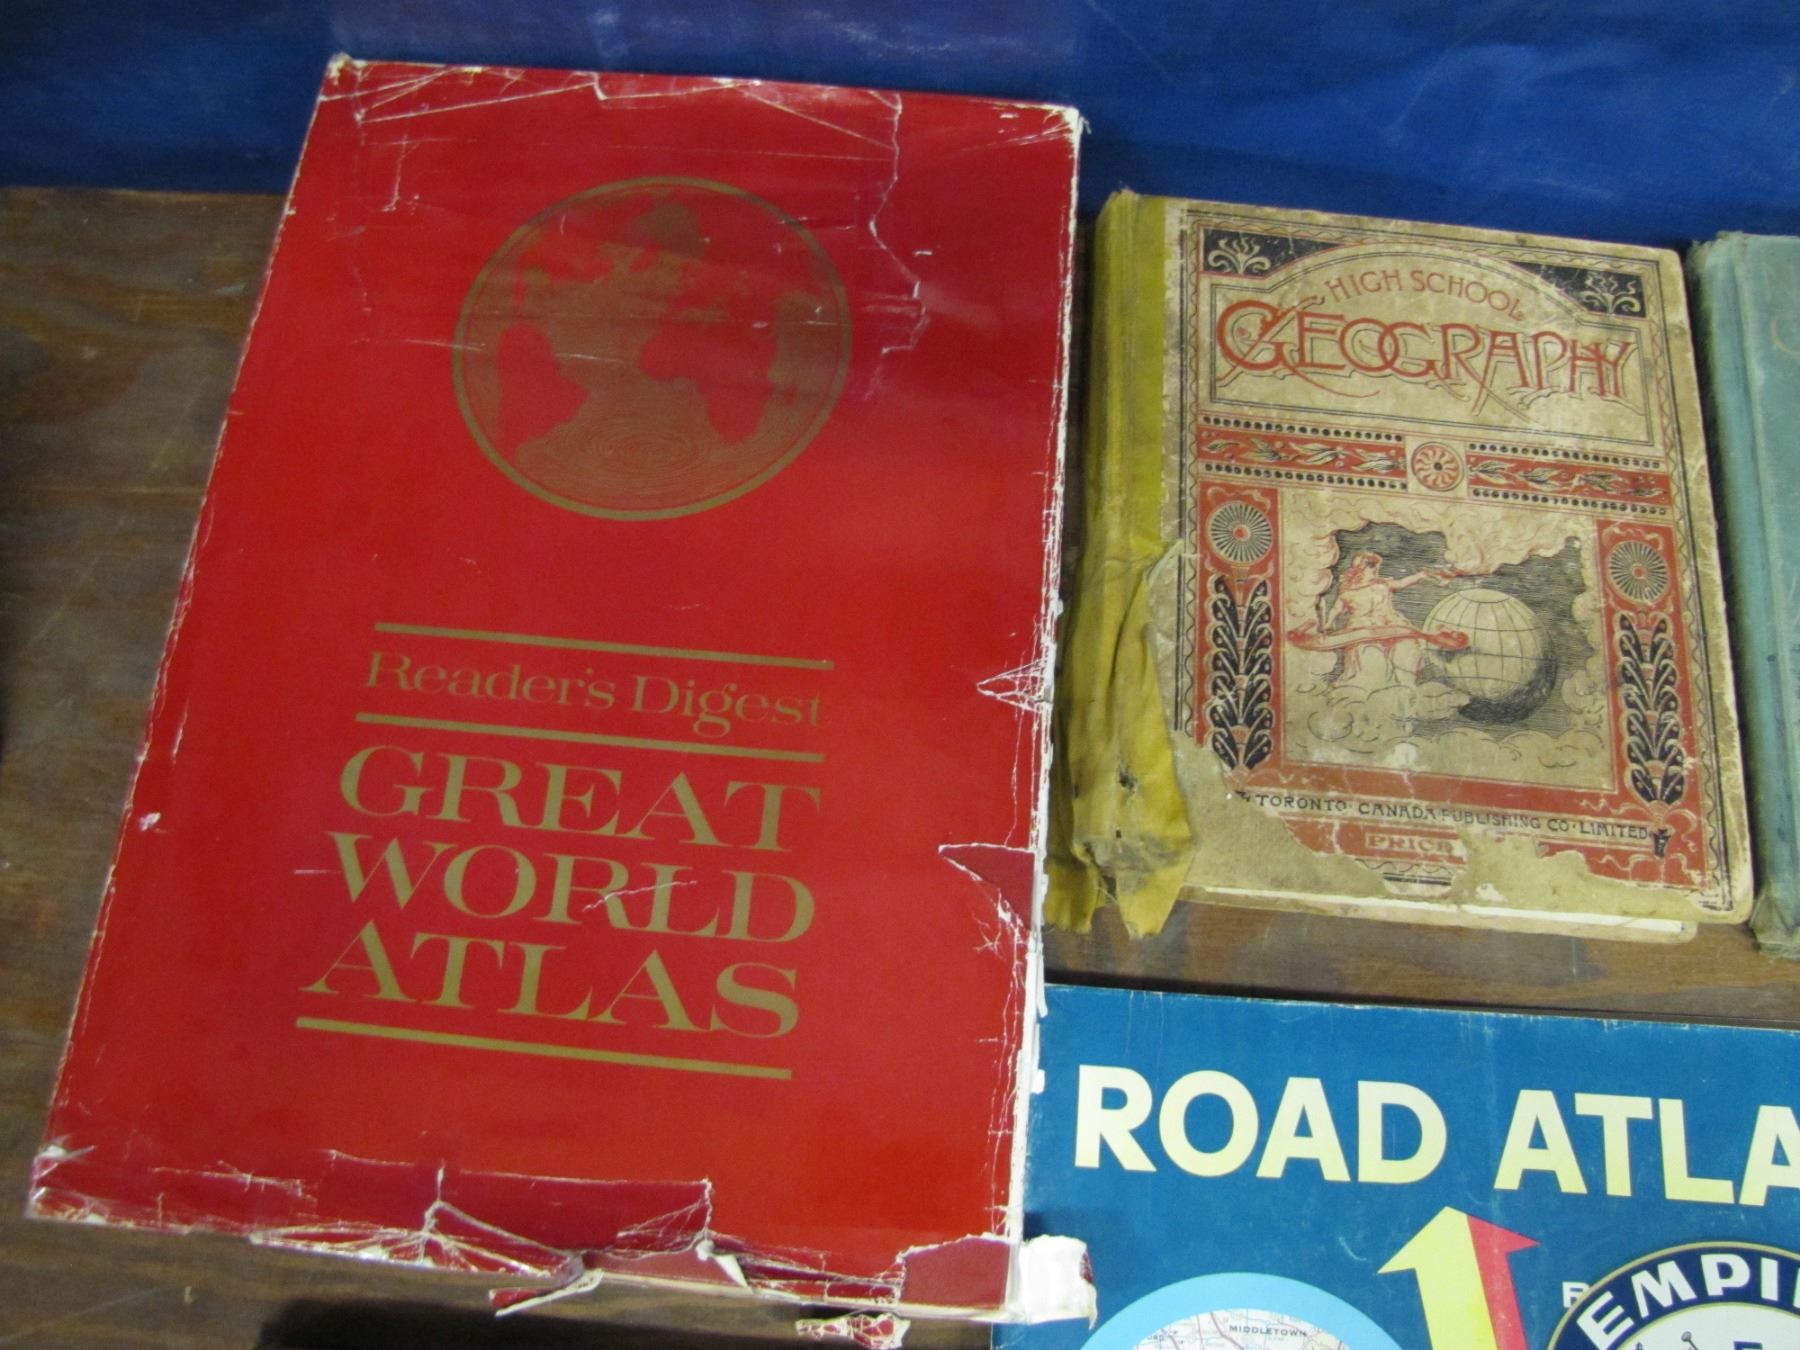 Reader's Digest
GREAT
WORLD
ATLAS
HIGH SCHOOL
GEOGRAPHY
TORONTO · CANADA PUBLISHING CO · LIMITED
PRICE
ROAD ATLA
EMPI
MIDDLETOWN